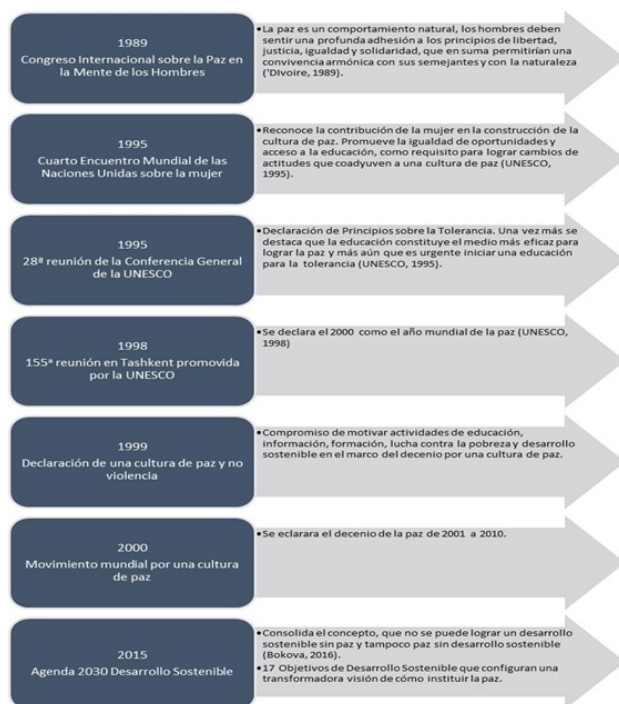 1989
Congreso Internacional sobre la Paz en
la Mente de los Hombres
•La paz es un comportamiento natural, los hombres deben
sentir una profunda adhesión a los principios de libertad,
justicia, igualdad y solidaridad, que en suma permitirían una
convivencia armónica con sus semejantes y con la naturaleza
('DIvoire, 1989).
1995
Cuarto Encuentro Mundial de las
Naciones Unidas sobre la mujer
•Reconoce la contribución de la mujer en la construcción de la
cultura de paz. Promueve la igualdad de oportunidades y
acceso a la educación, como requisito para lograr cambios de
actitudes que coadyuven a una cultura de paz (UNESCO,
1995).
1995
28ª reunión de la Conferencia General
de la UNESCO
•Declaración de Principios sobre la Tolerancia. Una vez más se
destaca que la educación constituye el medio más eficaz para
lograr la paz y más aún que es urgente iniciar una educación
para la tolerancia (UNESCO, 1995).
1998
155ª reunión en Tashkent promovida
por la UNESCO
•Se declara el 2000 como el año mundial de la paz (UNESCO,
1998)
1999
Declaración de una cultura de paz y no
violencia
•Compromiso de motivar actividades de educación,
información, formación, lucha contra la pobreza y desarrollo
sostenible en el marco del decenio por una cultura de paz.
2000
Movimiento mundial por una cultura
de paz
•Se eclarara el decenio de la paz de 2001 a 2010.
2015
Agenda 2030 Desarrollo Sostenible
•Consolida el concepto, que no se puede lograr un desarrollo
sostenible sin paz y tampoco paz sin desarrollo sostenible
(Bokova, 2016).
•17 Objetivos de Desarrollo Sostenible que configuran una
transformadora visión de cómo instituir la paz.